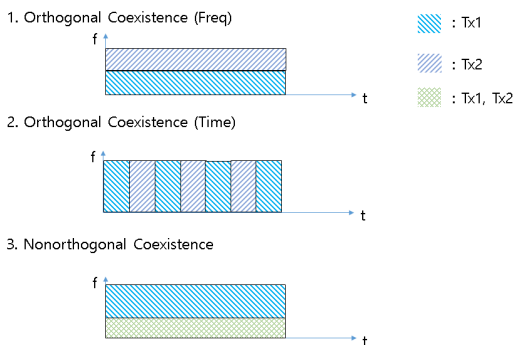 1. Orthogonal Coexistence (Freq)
f
t
: Tx1
: Tx2
: Tx1, Tx2
2. Orthogonal Coexistence (Time)
f
t
3. Nonorthogonal Coexistence
f
t